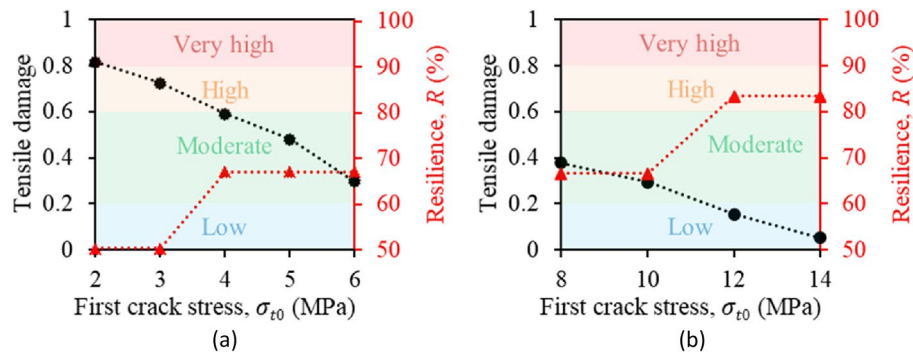 1
0.8
0.6
0.4
0.2
0
Tensile damage
Very high
High
Moderate
Low
100
90
80
70
60
50
Resilience, R (%)
2 3 4 5 6
First crack stress, σt0 (MPa)
(a)
1
0.8
0.6
0.4
0.2
0
Tensile damage
Very high
High
Moderate
Low
100
90
80
70
60
50
Resilience, R (%)
8 10 12 14
First crack stress, σt0 (MPa)
(b)